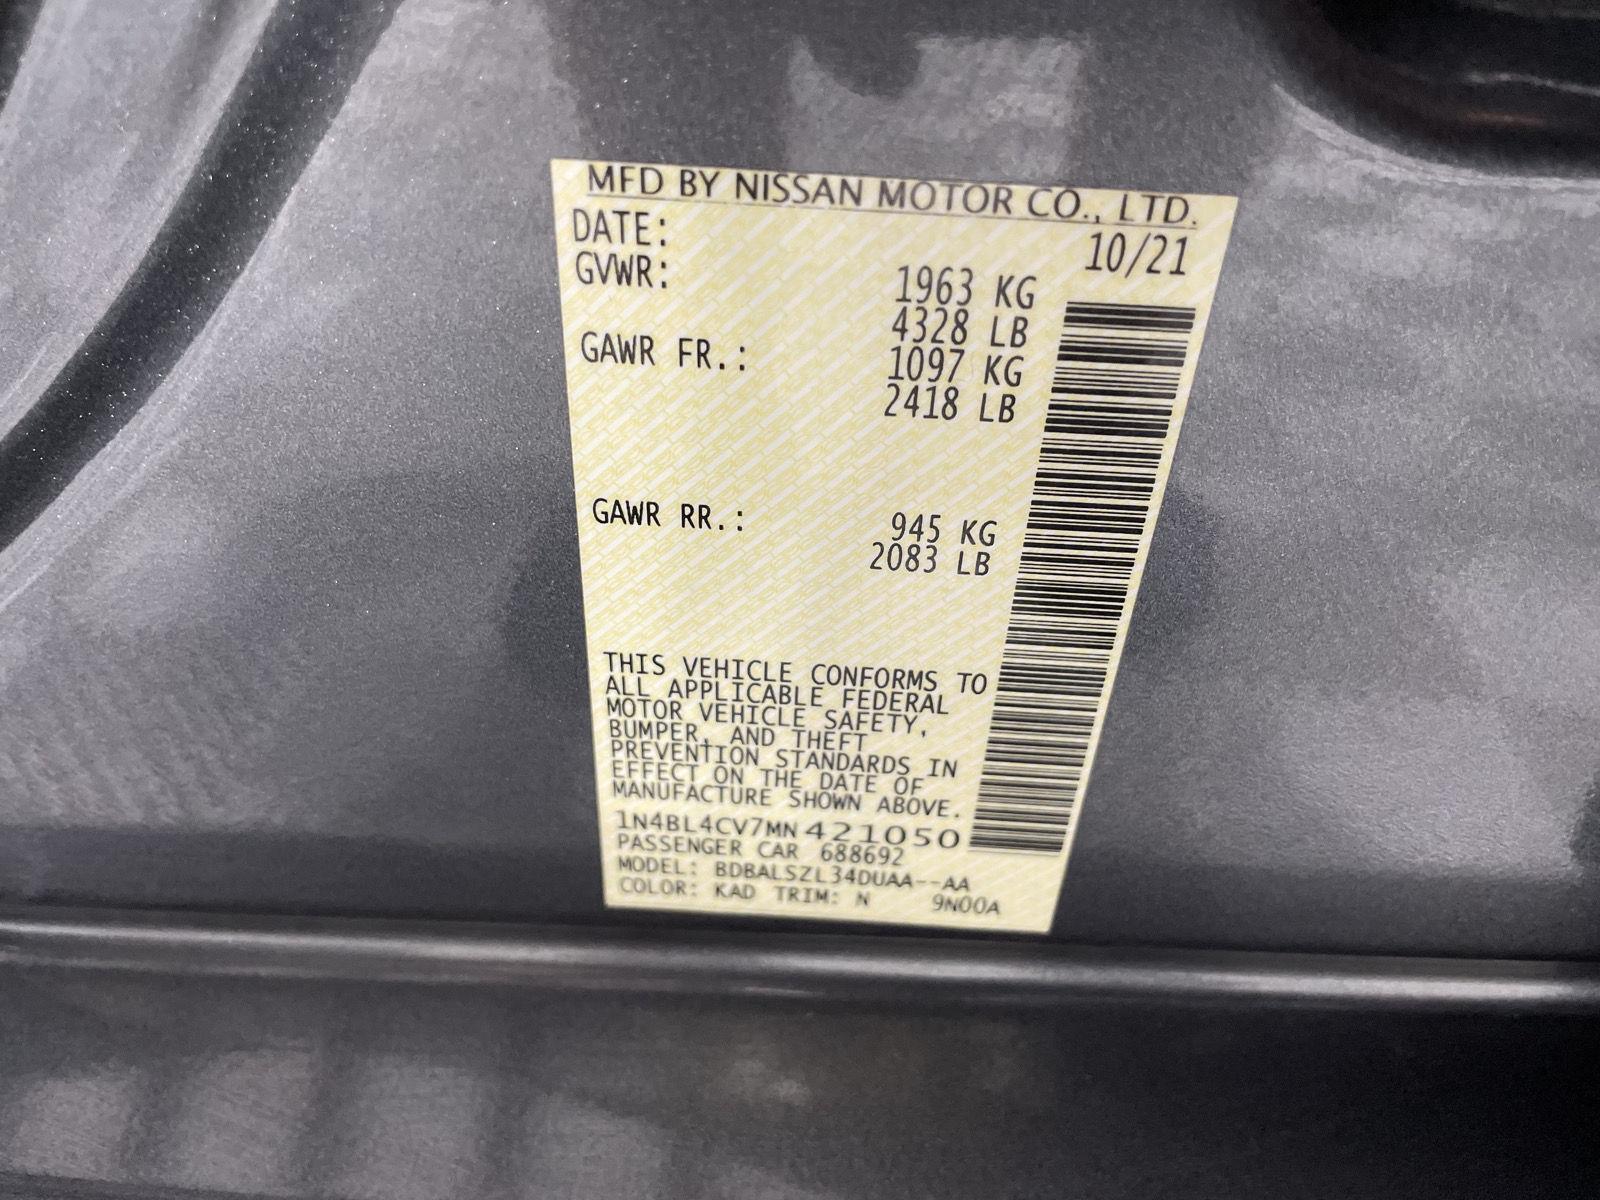 MFD BY NISSAN MOTOR CO., LTD.
DATE: 10/21
GVWR: 1963 KG
4328 LB
GAWR FR.: 1097 KG
2418 LB
GAWR RR.: 945 KG
2083 LB
THIS VEHICLE CONFORMS TO
ALL APPLICABLE FEDERAL
MOTOR VEHICLE SAFETY,
BUMPER, AND THEFT
PREVENTION STANDARDS IN
EFFECT ON THE DATE OF
MANUFACTURE SHOWN ABOVE.
1N4BL4CV7MN421050
PASSENGER CAR 688692
MODEL: BDBALSZL34DUAA--AA
COLOR: KAD TRIM: N 9N00A